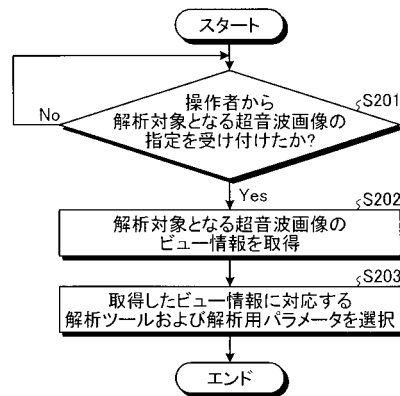 スタート
S201
操作者から
解析対象となる超音波画像の
指定を受け付けたか?
No
Yes
S202
解析対象となる超音波画像の
ビュー情報を取得
S203
取得したビュー情報に対応する
解析ツールおよび解析用パラメータを選択
エンド